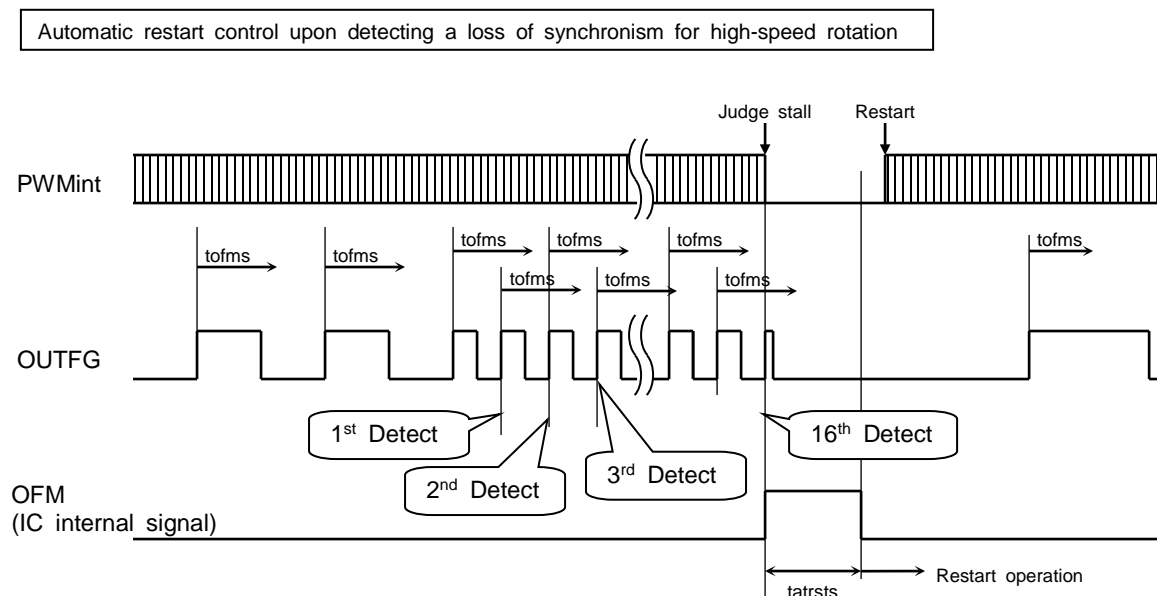 Automatic restart control upon detecting a loss of synchronism for high-speed rotation
Judge stall Restart
PWMint
tofms tofms tofms tofms tofms tofms
tofms tofms tofms
OUTFG
1st Detect
16th Detect
2nd Detect
3rd Detect
OFM
(IC internal signal)
Restart operation
tatrsts